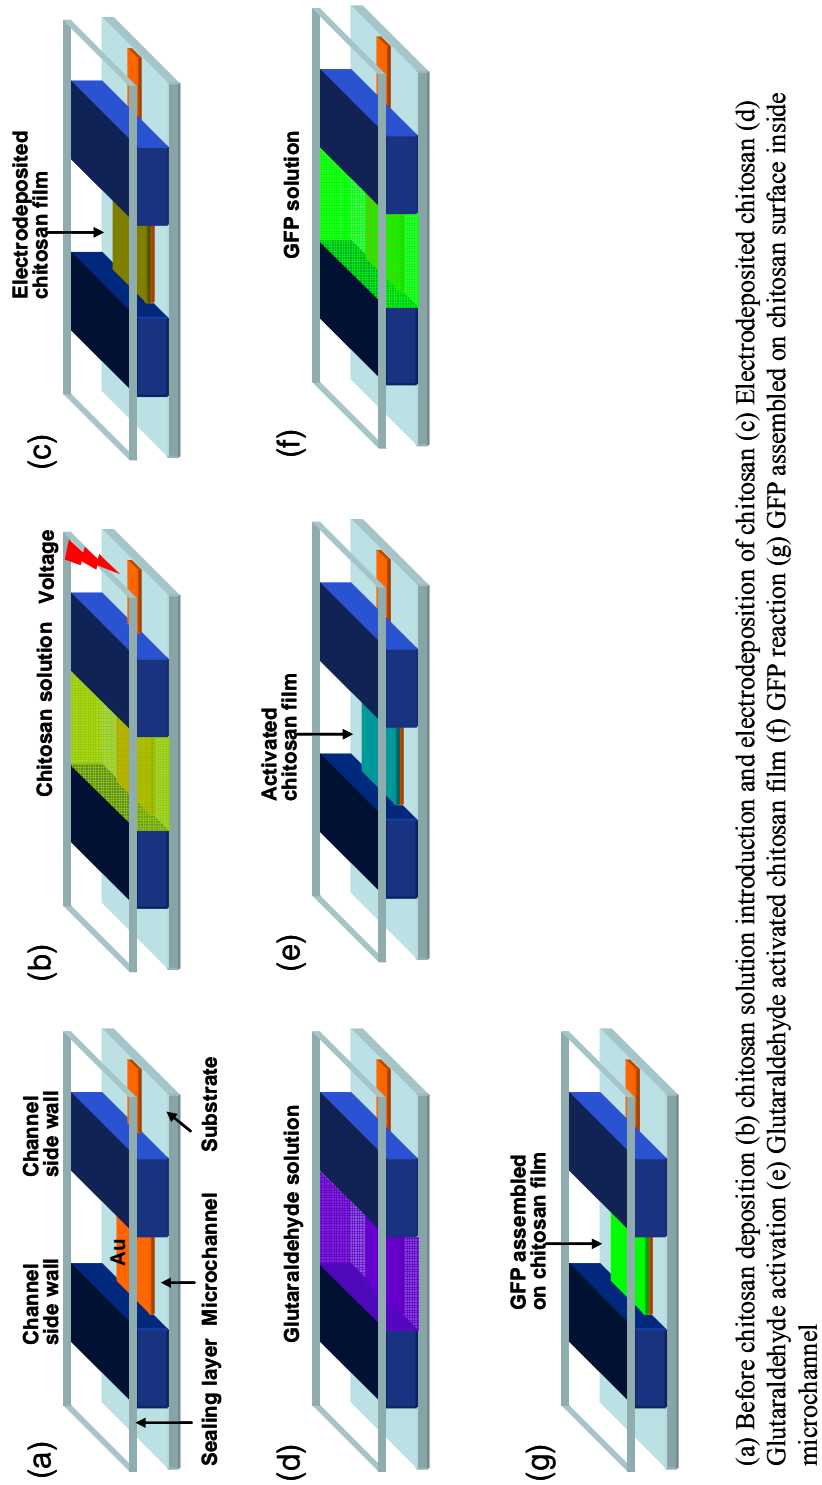 (a)
Channel
side wall
Channel
side wall
Au
Sealing layer
Microchannel
Substrate
(b)
Chitosan solution
Voltage
(c)
Electrodeposited
chitosan film
(d)
Glutaraldehyde solution
(e)
Activated
chitosan film
(f)
GFP solution
(g)
GFP assembled
on chitosan film
(a) Before chitosan deposition (b) chitosan solution introduction and electrodeposition of chitosan (c) Electrodeposited chitosan (d)
Glutaraldehyde activation (e) Glutaraldehyde activated chitosan film (f) GFP reaction (g) GFP assembled on chitosan surface inside
microchannel